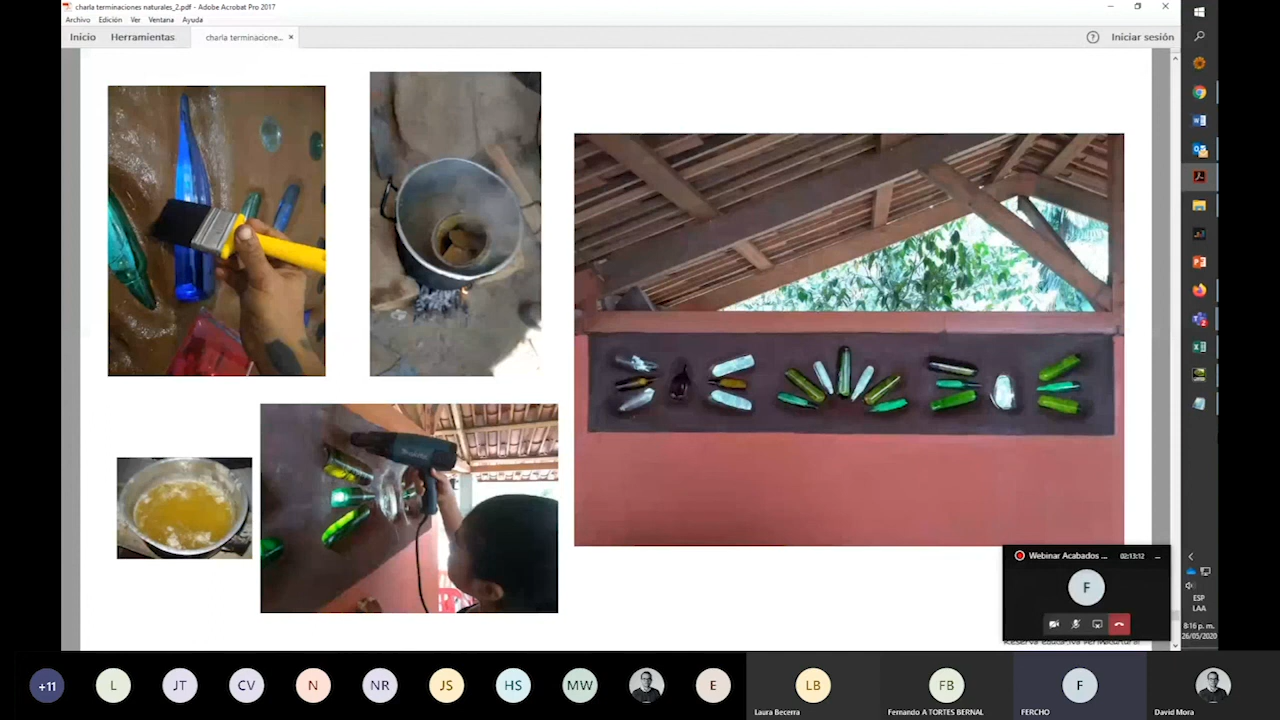 charla terminaciones naturales_2.pdf - Adobe Acrobat Pro 2017
Archivo Edición Ver Ventana Ayuda
Inicio Herramientas charla terminacione... × ? Iniciar sesión
Webinar Acabados ... 02:13:12
F
ESP
LAA
8:16 p. m.
26/05/2020
+11 L JT CV N NR JS HS MW E LB FB F
Laura Becerra Fernando A TORTES BERNAL FERCHO David Mora